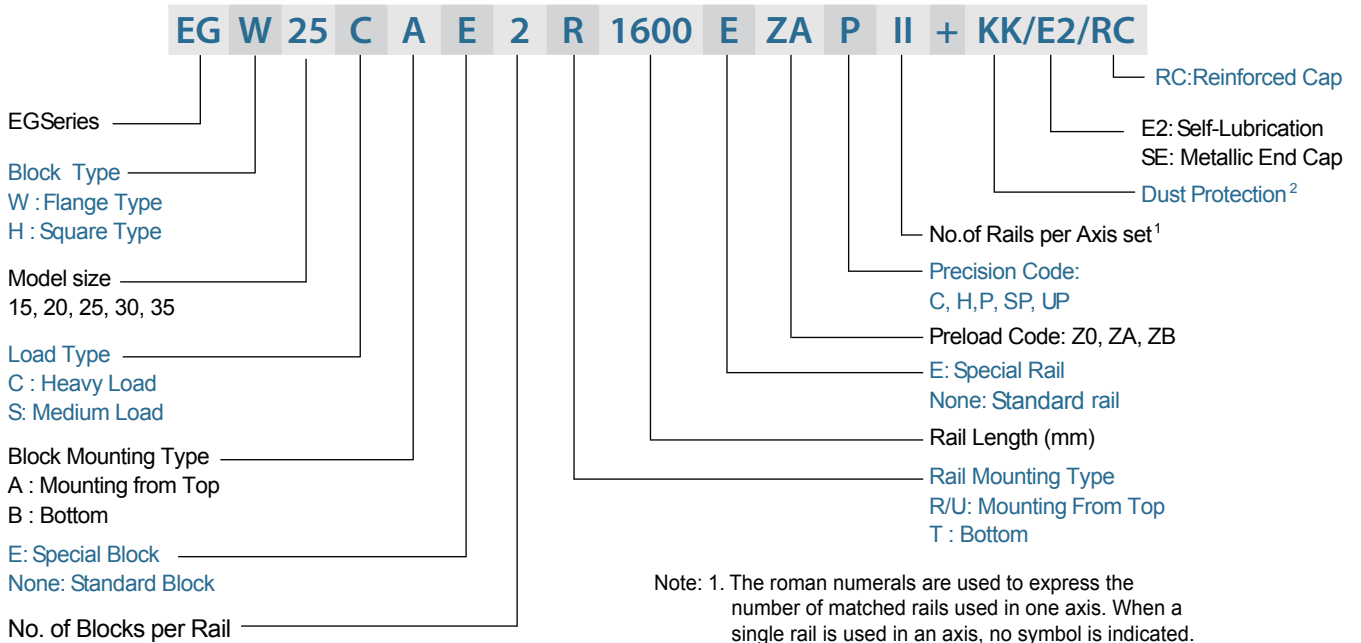 EG W 25 C A E 2 R 1600 E ZA P II + KK/E2/RC
RC:Reinforced Cap
E2: Self-Lubrication
SE: Metallic End Cap
Dust Protection 2
No.of Rails per Axis set 1
Precision Code:
C, H,P, SP, UP
Preload Code: Z0, ZA, ZB
E: Special Rail
None: Standard rail
Rail Length (mm)
Rail Mounting Type
R/U: Mounting From Top
T : Bottom
EGSeries
Block Type
W : Flange Type
H : Square Type
Model size
15, 20, 25, 30, 35
Load Type
C : Heavy Load
S: Medium Load
Block Mounting Type
A : Mounting from Top
B : Bottom
E: Special Block
None: Standard Block
No. of Blocks per Rail
Note: 1. The roman numerals are used to express the
number of matched rails used in one axis. When a
single rail is used in an axis, no symbol is indicated.